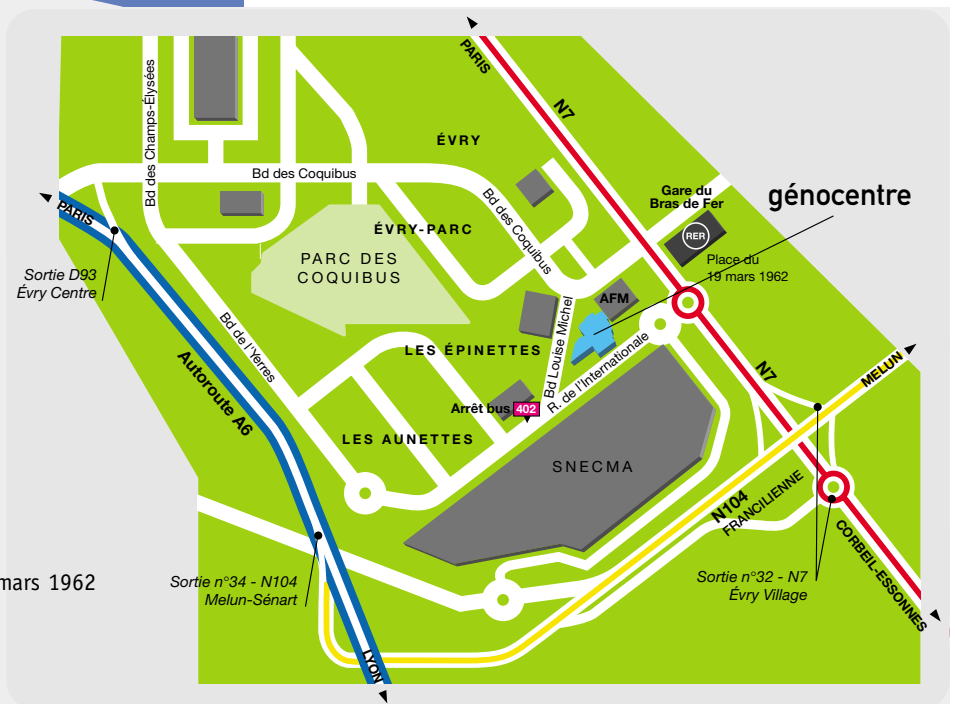 PARIS
N7
Bd des Champs-Élysées
ÉVRY
Bd des Coquibus
Bd des Coquibus
Gare du
Bras de Fer
génocentre
PARIS
RER
ÉVRY-PARC
PARC DES
COQUIBUS
Place du
19 mars 1962
Sortie D93
Évry Centre
AFM
Bd de l'Yerres
Bd Louise Michel
LES ÉPINETTES
R. de l'Internationale
Autoroute A6
N7
MELUN
Arrêt bus 402
LES AUNETTES
SNECMA
N104
FRANCILIENNE
CORBEIL-ESSONNES
mars 1962
Sortie n°34 - N104
Melun-Sénart
Sortie n°32 - N7
Évry Village
LYON